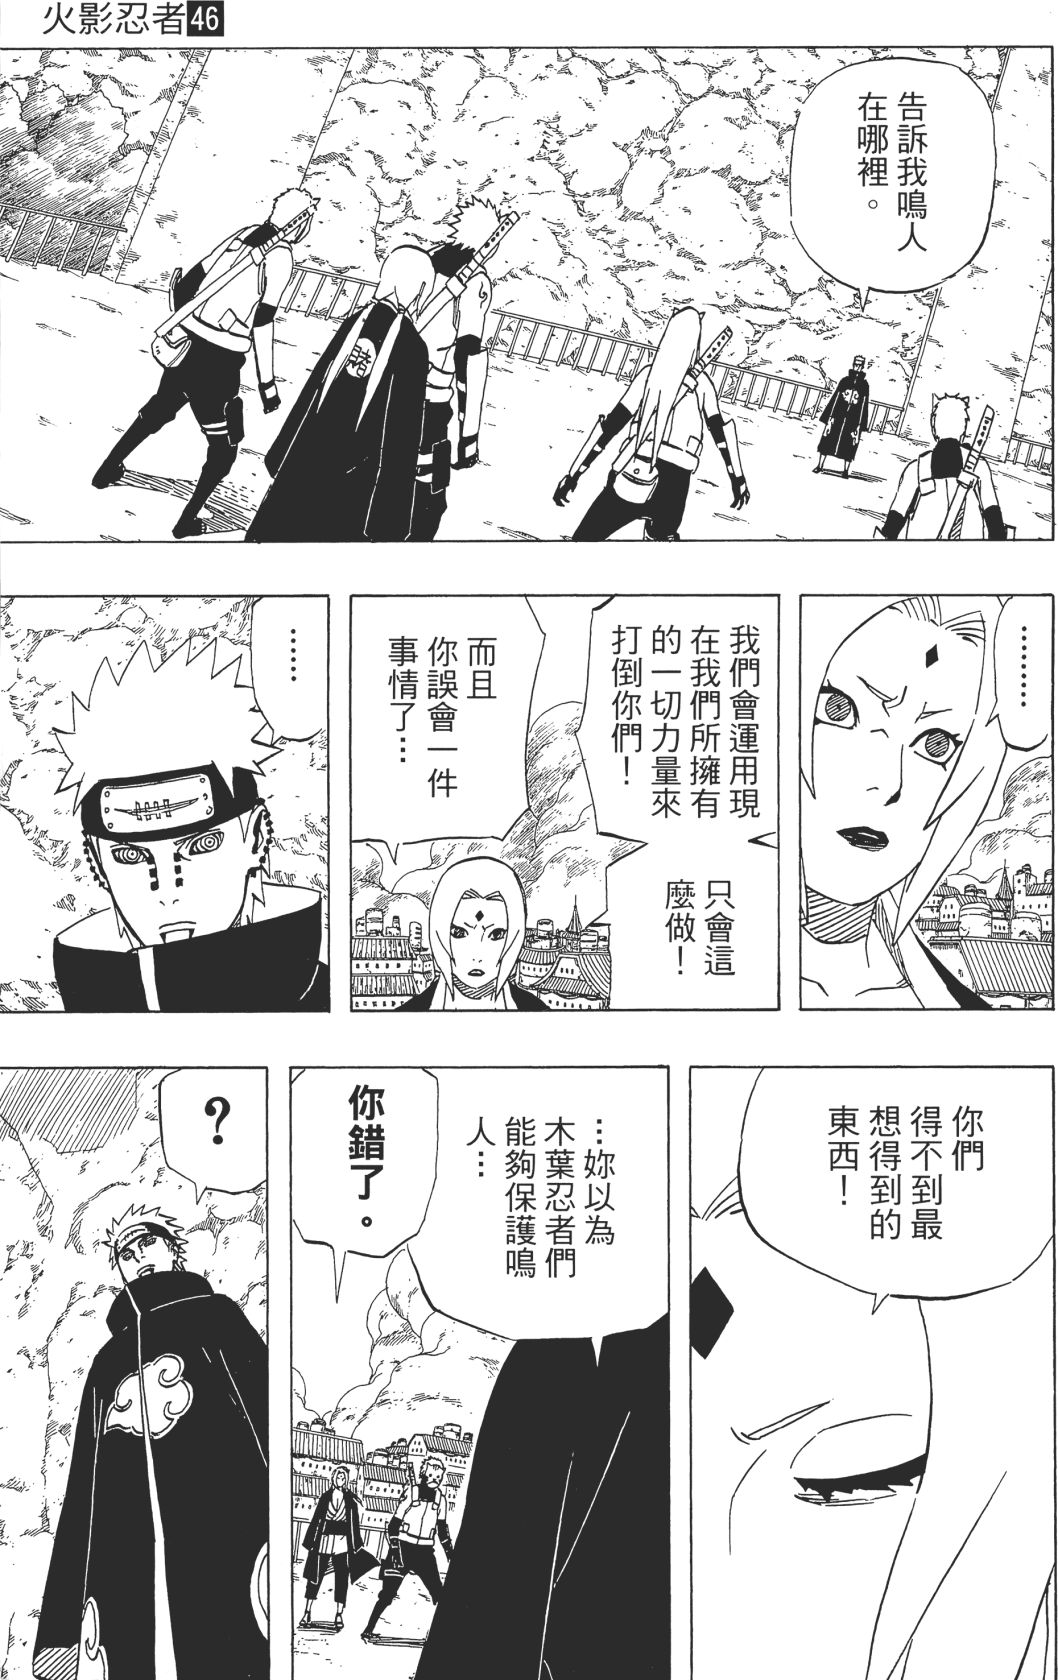 火影忍者46
告訴我鳴人
在哪裡。
………
我們會運用現
在我們所擁有
的一切力量來
打倒你們！
只會這
麼做！
而且
你誤會一件
事情了…
……
你們
得不到最
想得到的
東西！
…妳以為
木葉忍者們
能夠保護鳴
人…
你錯了。
？